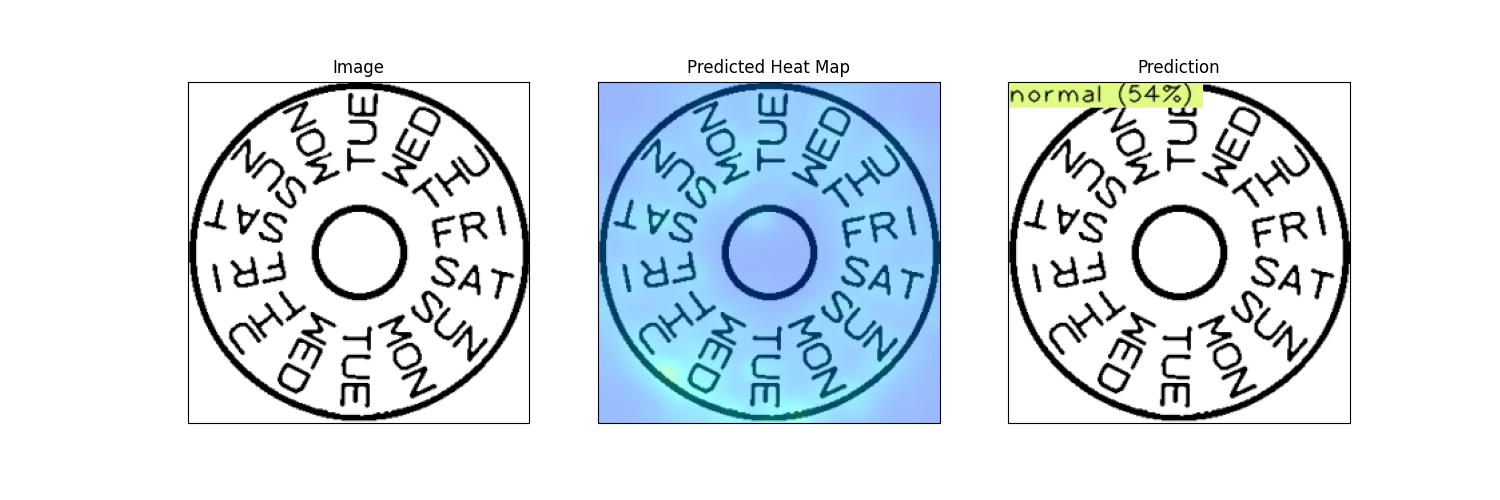 Image
TUE
WED
THU
FRI
SAT
SUN
MON
TUE
WED
THU
FRI
SAT
SUN
MON
Predicted Heat Map
TUE
WED
THU
FRI
SAT
SUN
MON
TUE
WED
THU
FRI
SAT
SUN
MON
Prediction
normal (54%)
TUE
WED
THU
FRI
SAT
SUN
MON
TUE
WED
THU
FRI
SAT
SUN
MON